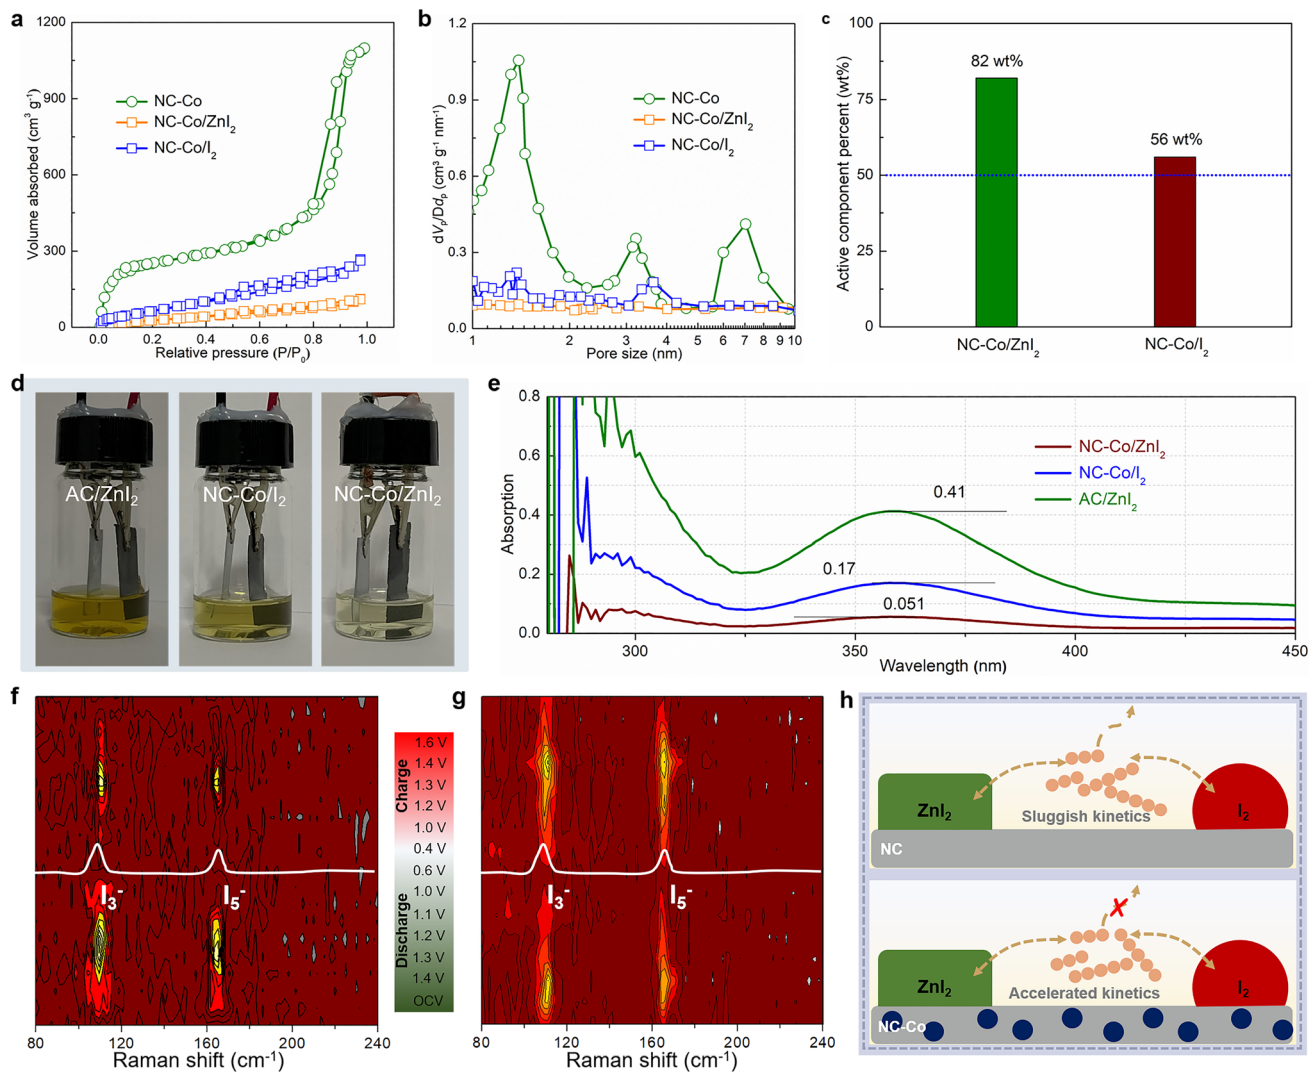 a
1200
900
600
300
0
Volume absorbed (cm³ g⁻¹)
NC-Co
NC-Co/ZnI₂
NC-Co/I₂
0.0 0.2 0.4 0.6 0.8 1.0
Relative pressure (P/P₀)
b
1.2
0.9
0.6
0.3
0.0
dVₚ/Ddₚ (cm³ g⁻¹ nm⁻¹)
NC-Co
NC-Co/ZnI₂
NC-Co/I₂
1 2 3 4 5 6 7 8 9 10
Pore size (nm)
c
100
75
50
25
0
Active component percent (wt%)
82 wt%
56 wt%
NC-Co/ZnI₂ NC-Co/I₂
d
AC/ZnI₂
NC-Co/I₂
NC-Co/ZnI₂
e
0.8
0.6
0.4
0.2
0.0
Absorption
NC-Co/ZnI₂
NC-Co/I₂
AC/ZnI₂
0.41
0.17
0.051
300 350 400 450
Wavelength (nm)
f
I₃⁻
I₅⁻
80 120 160 200 240
Raman shift (cm⁻¹)
Charge
Discharge
1.6 V
1.4 V
1.3 V
1.2 V
1.0 V
0.4 V
0.6 V
1.0 V
1.1 V
1.2 V
1.3 V
1.4 V
OCV
g
I₃⁻
I₅⁻
80 120 160 200 240
Raman shift (cm⁻¹)
h
ZnI₂
Sluggish kinetics
I₂
NC
ZnI₂
Accelerated kinetics
I₂
NC-Co